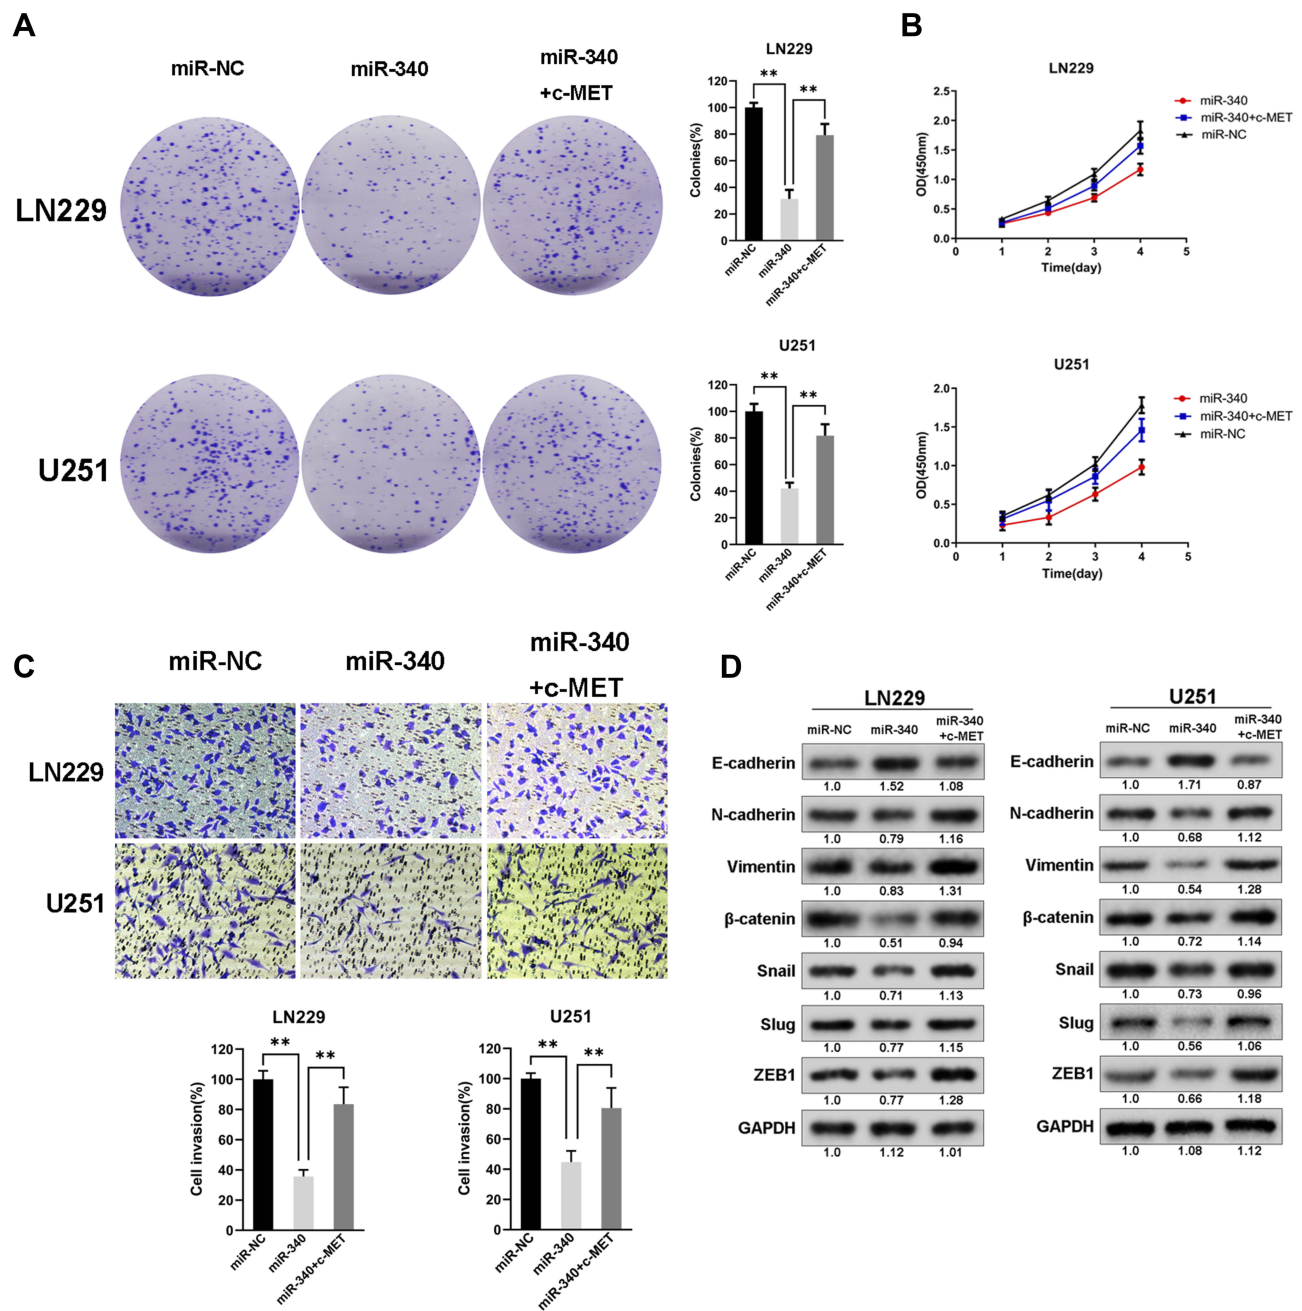 A
miR-NC
miR-340
miR-340
+c-MET
LN229
U251
LN229
Colonies(%)
120
100
80
60
40
20
0
**
**
miR-NC
miR-340
miR-340+c-MET
U251
Colonies(%)
120
100
80
60
40
20
0
**
**
miR-NC
miR-340
miR-340+c-MET
B
LN229
OD(450nm)
2.5
2.0
1.5
1.0
0.5
0.0
0 1 2 3 4 5
Time(day)
miR-340
miR-340+c-MET
miR-NC
U251
OD(450nm)
2.0
1.5
1.0
0.5
0.0
0 1 2 3 4 5
Time(day)
miR-340
miR-340+c-MET
miR-NC
C
miR-NC
miR-340
miR-340
+c-MET
LN229
U251
LN229
Cell invasion(%)
120
100
80
60
40
20
0
**
**
miR-NC
miR-340
miR-340+c-MET
U251
Cell invasion(%)
120
100
80
60
40
20
0
**
**
miR-NC
miR-340
miR-340+c-MET
D
LN229
miR-NC miR-340 miR-340
+c-MET
E-cadherin
1.0 1.52 1.08
N-cadherin
1.0 0.79 1.16
Vimentin
1.0 0.83 1.31
β-catenin
1.0 0.51 0.94
Snail
1.0 0.71 1.13
Slug
1.0 0.77 1.15
ZEB1
1.0 0.77 1.28
GAPDH
1.0 1.12 1.01
U251
miR-NC miR-340 miR-340
+c-MET
E-cadherin
1.0 1.71 0.87
N-cadherin
1.0 0.68 1.12
Vimentin
1.0 0.54 1.28
β-catenin
1.0 0.72 1.14
Snail
1.0 0.73 0.96
Slug
1.0 0.56 1.06
ZEB1
1.0 0.66 1.18
GAPDH
1.0 1.08 1.12